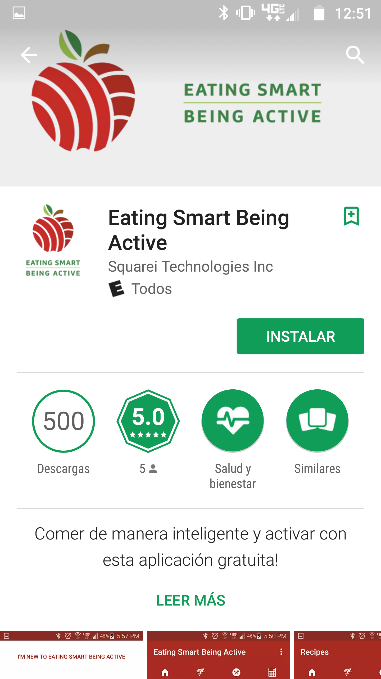 4G 12:51
EATING SMART
BEING ACTIVE
EATING SMART
BEING ACTIVE
Eating Smart Being
Active
Squarei Technologies Inc
E Todos
INSTALAR
500
5.0
Descargas
5
Salud y
bienestar
Similares
Comer de manera inteligente y activar con
esta aplicación gratuita!
LEER MÁS
I'M NEW TO EATING SMART BEING ACTIVE
Eating Smart Being Active
Recipes